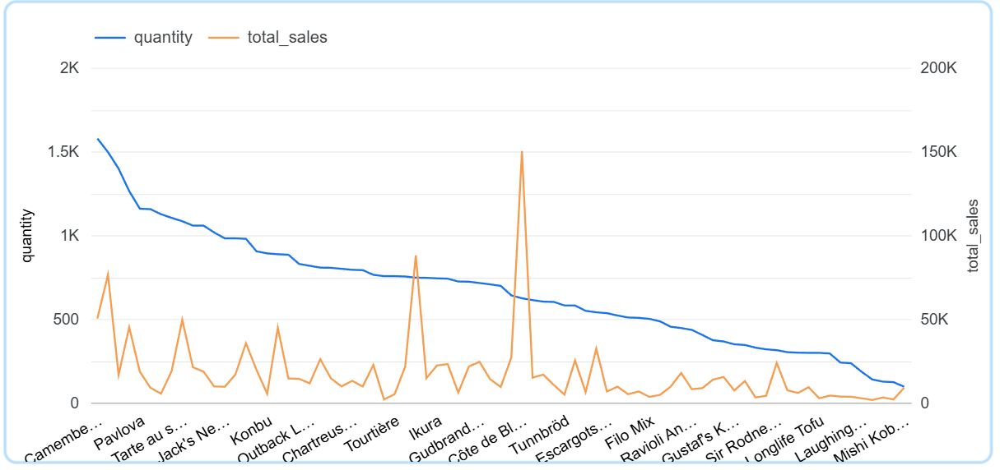 quantity total_sales
2K
1.5K
1K
500
0
quantity
200K
150K
100K
50K
0
total_sales
Camembe...
Pavlova
Tarte au s...
Jack's Ne...
Konbu
Outback L...
Chartreus...
Tourtière
Ikura
Gudbrand...
Côte de Bl...
Tunnbröd
Escargots...
Filo Mix
Ravioli An...
Gustaf's K...
Sir Rodne...
Longlife Tofu
Laughing...
Mishi Kob...